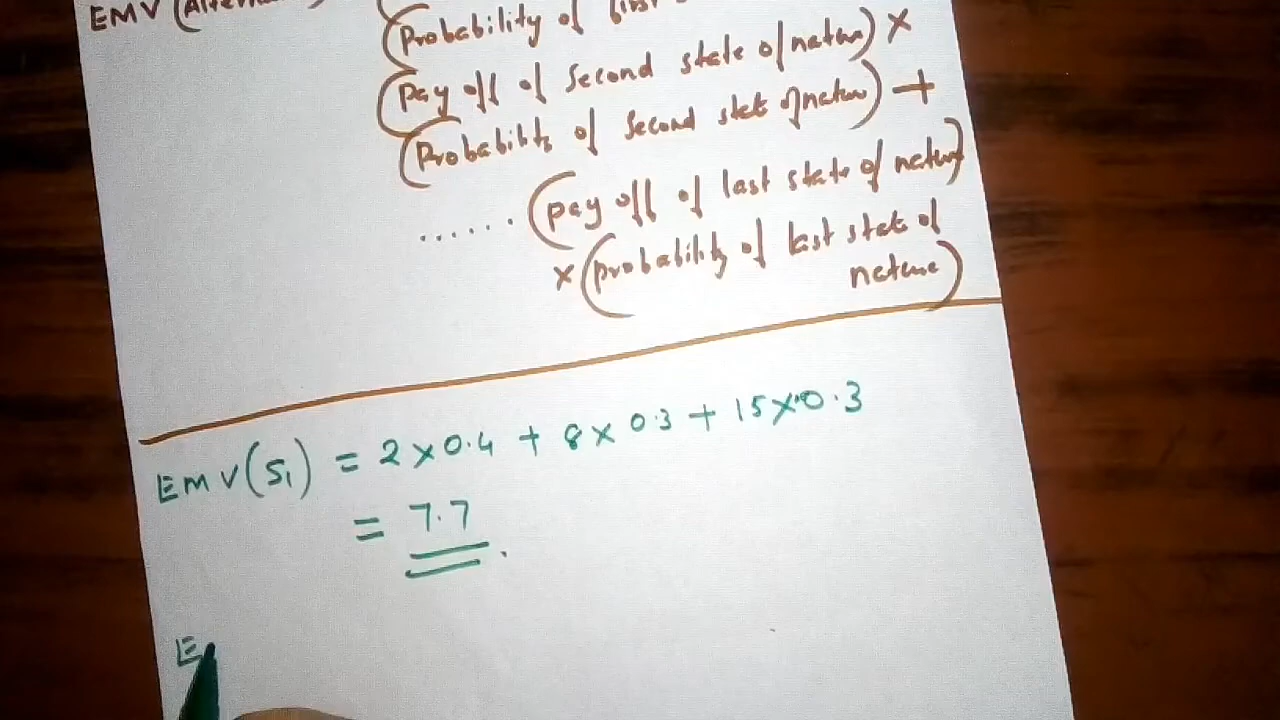 EMV (Alter
(Probability of first
(Pay off of Second state of nature) X
(Probability of Second state of nature) +
...... (pay off of last state of nature)
x (probability of last state of
nature)
EMV(S1) = 2 x 0.4 + 8 x 0.3 + 15 x 0.3
= 7.7
E